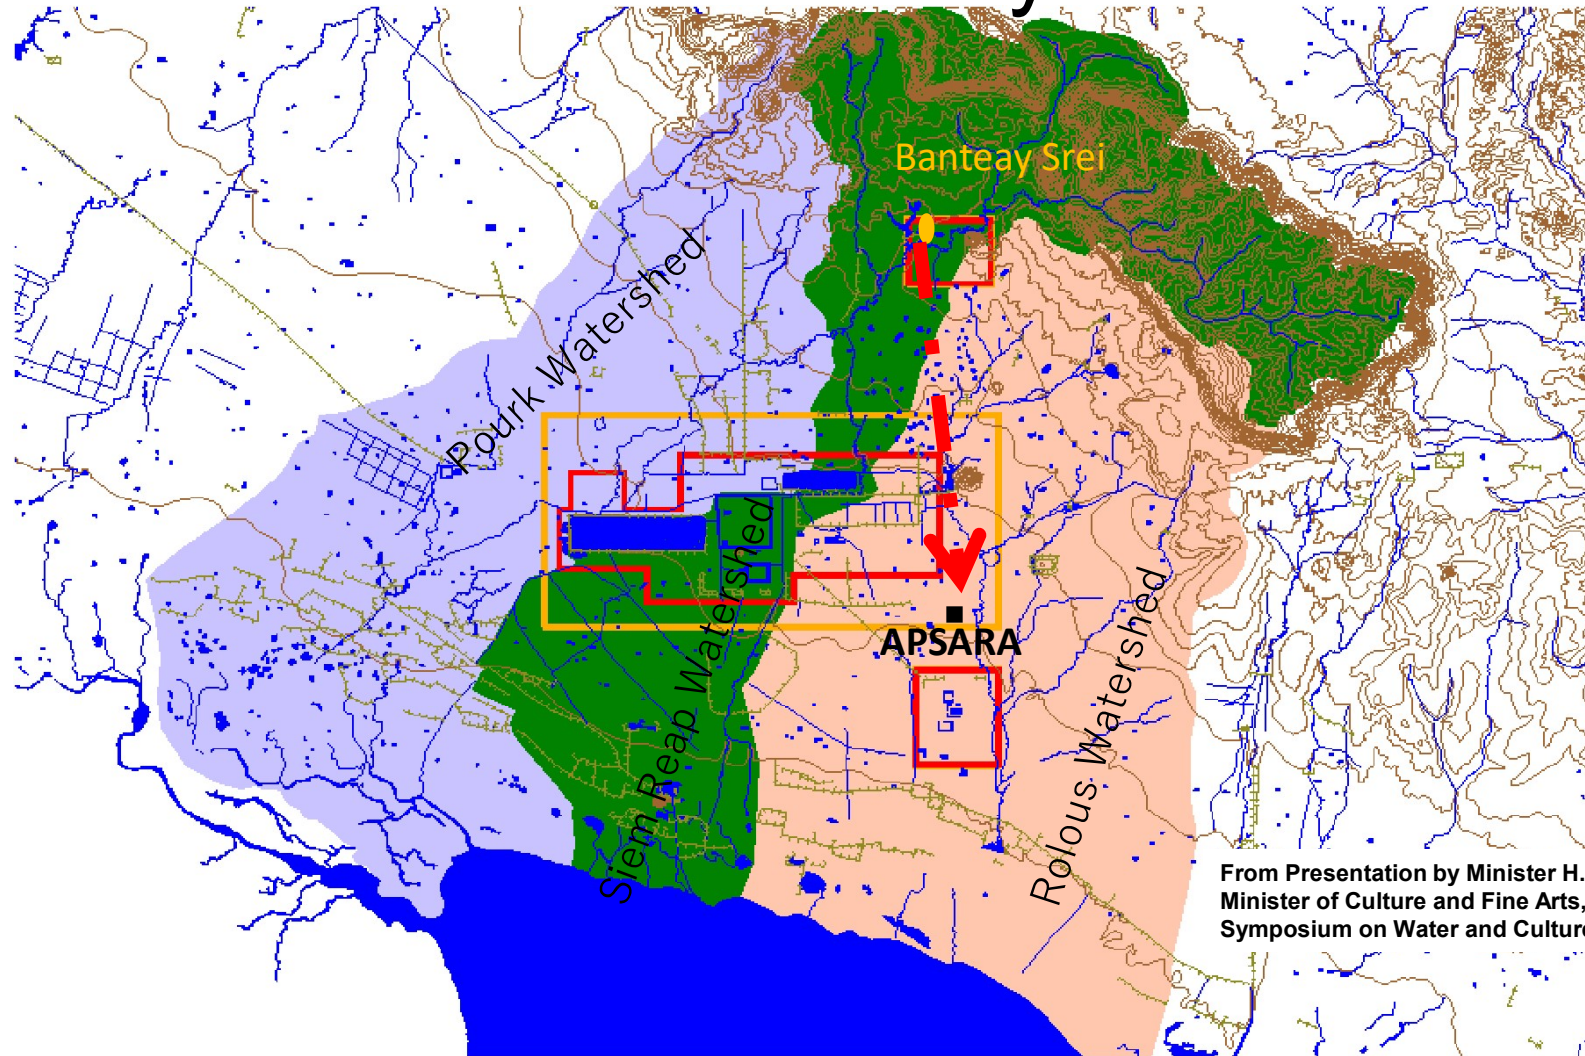 Banteay Srei
Pourk Watershed
Siem Reap Watershed
APSARA
Rolous Watershed
From Presentation by Minister H.
Minister of Culture and Fine Arts,
Symposium on Water and Culture